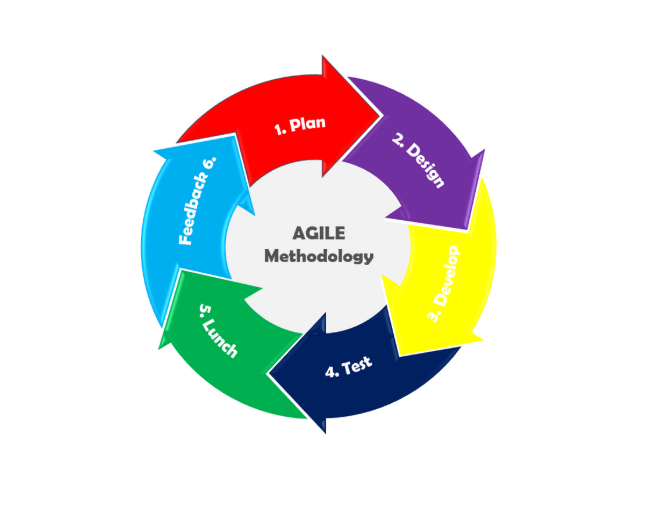 1. Plan
2. Design
3. Develop
4. Test
5. Lunch
Feedback 6.
AGILE
Methodology